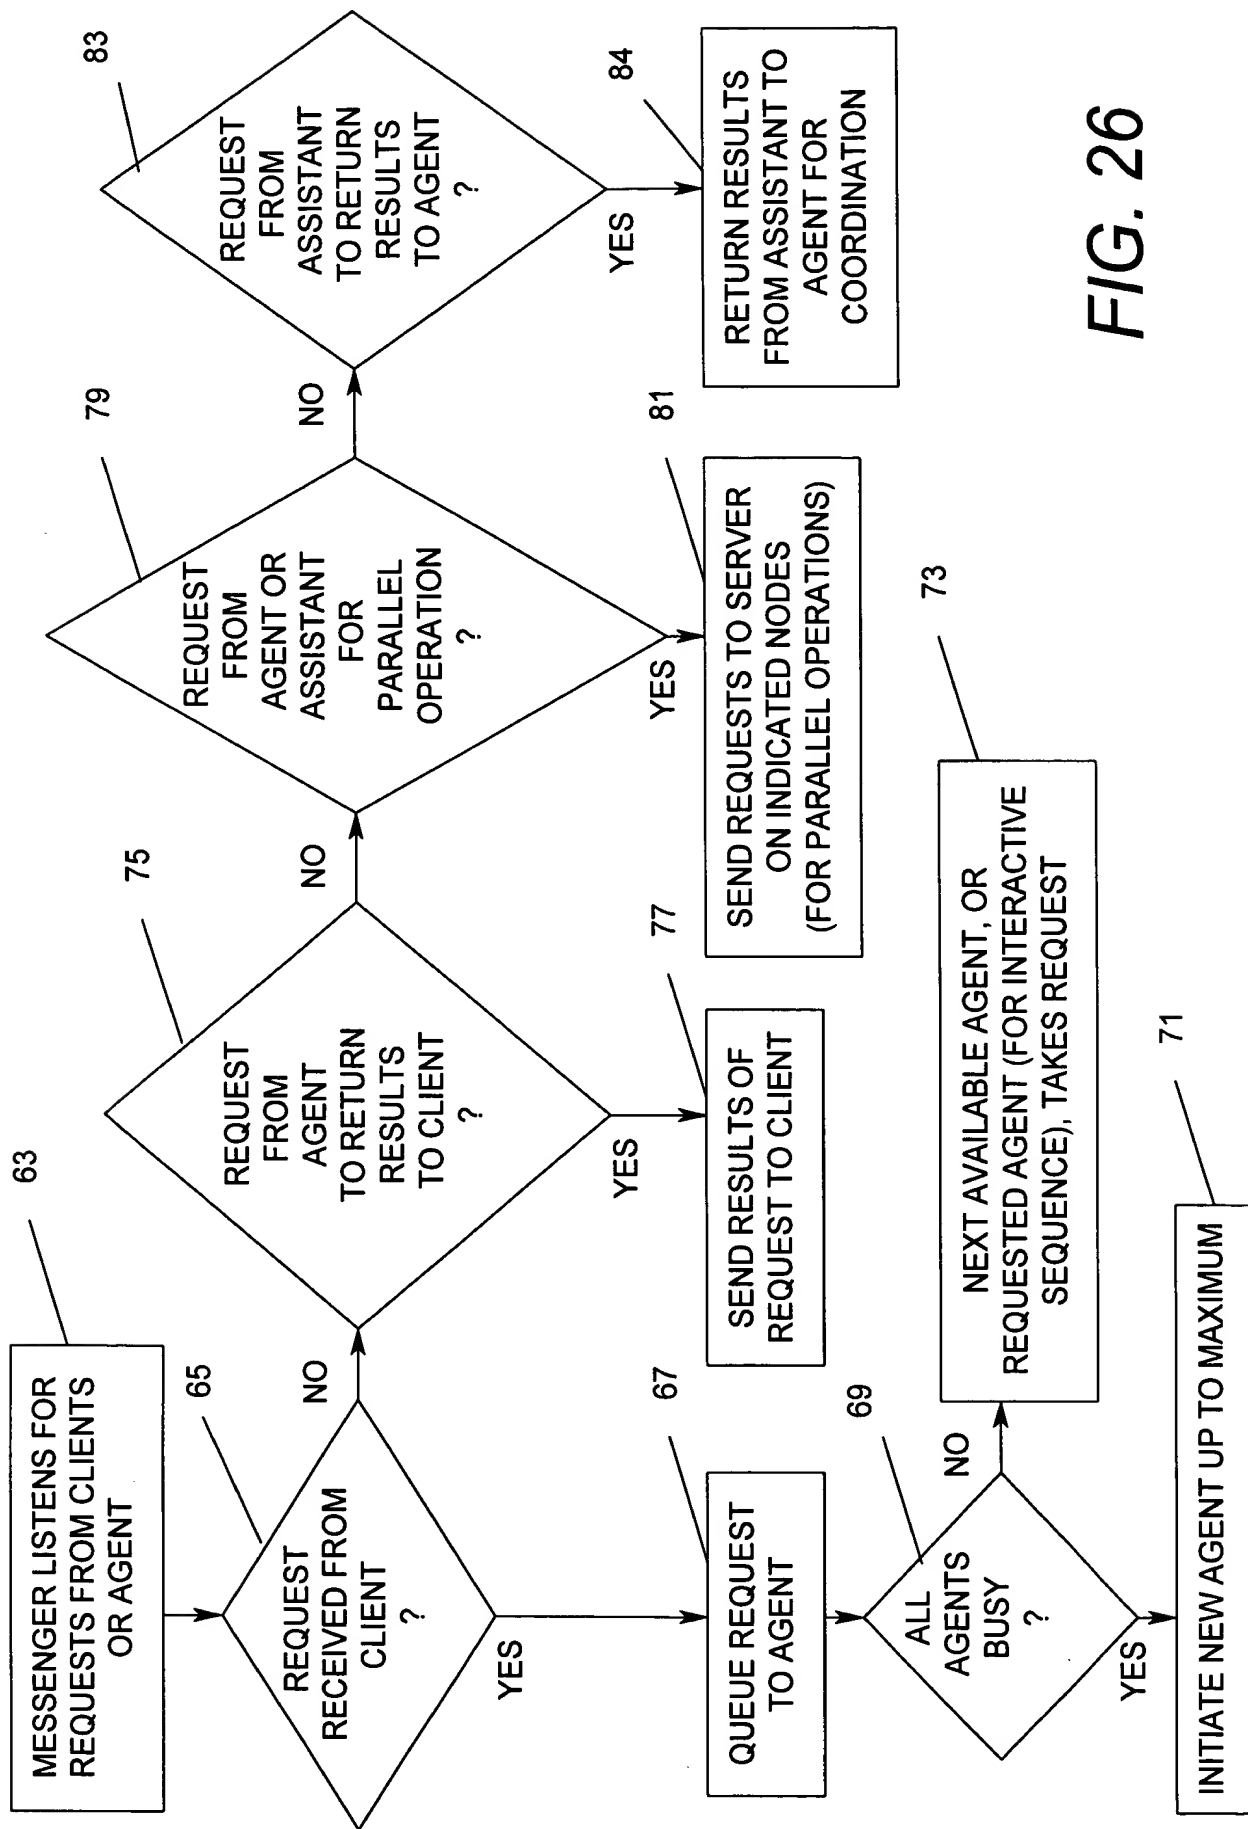 63
MESSENGER LISTENS FOR
REQUESTS FROM CLIENTS
OR AGENT
65
REQUEST
RECEIVED FROM
CLIENT
?
NO
YES
75
REQUEST
FROM
AGENT
TO RETURN
RESULTS
TO CLIENT
?
NO
YES
79
REQUEST
FROM
AGENT OR
ASSISTANT
FOR
PARALLEL
OPERATION
?
NO
YES
83
REQUEST
FROM
ASSISTANT
TO RETURN
RESULTS
TO AGENT
?
YES
67
QUEUE REQUEST
TO AGENT
77
SEND RESULTS OF
REQUEST TO CLIENT
81
SEND REQUESTS TO SERVER
ON INDICATED NODES
(FOR PARALLEL OPERATIONS)
84
RETURN RESULTS
FROM ASSISTANT TO
AGENT FOR
COORDINATION
69
ALL
AGENTS
BUSY
?
NO
YES
73
NEXT AVAILABLE AGENT, OR
REQUESTED AGENT (FOR INTERACTIVE
SEQUENCE), TAKES REQUEST
71
INITIATE NEW AGENT UP TO MAXIMUM
FIG. 26